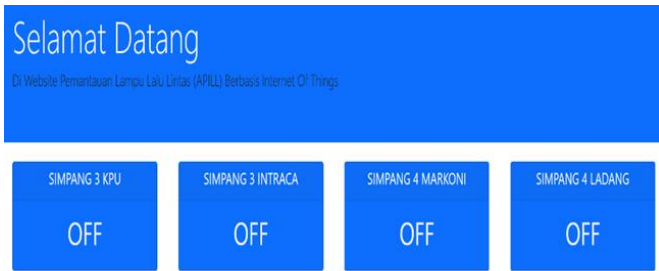 Selamat Datang
Di Website Pemantauan Lampu Lalu Lintas (APILL) Berbasis Internet Of Things
SIMPANG 3 KPU
OFF
SIMPANG 3 INTRACA
OFF
SIMPANG 4 MARKONI
OFF
SIMPANG 4 LADANG
OFF